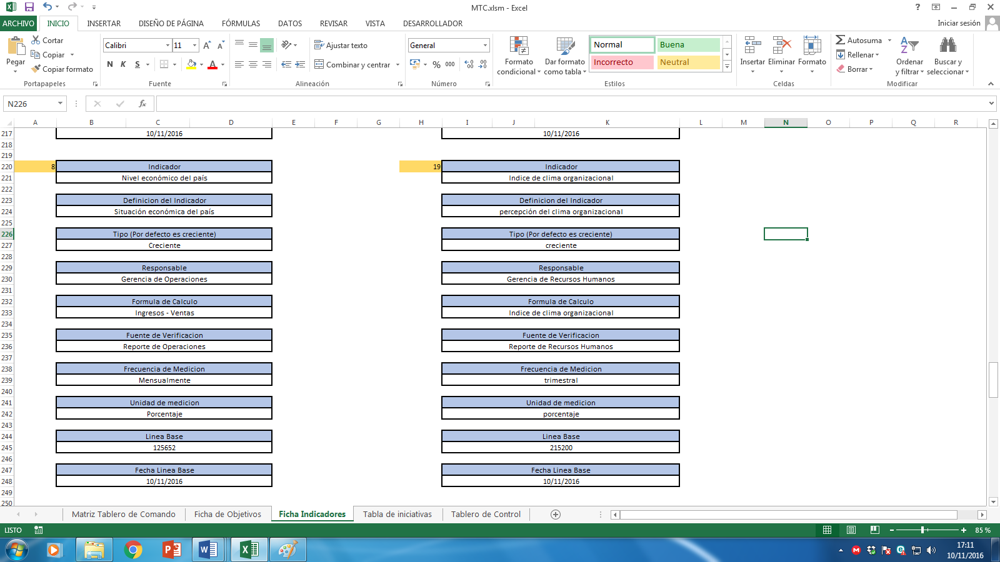 MTC.xlsm - Excel
ARCHIVO INICIO INSERTAR DISEÑO DE PÁGINA FÓRMULAS DATOS REVISAR VISTA DESARROLLADOR Iniciar sesión
Pegar
Cortar
Copiar
Copiar formato
Portapapeles
Calibri 11
N K S
Fuente
Ajustar texto
Combinar y centrar
Alineación
General
% 000
Número
Formato condicional
Dar formato como tabla
Normal Buena
Incorrecto Neutral
Estilos
Insertar Eliminar Formato
Celdas
Autosuma
Rellenar
Borrar
Ordenar y filtrar
Buscar y seleccionar
Modificar
N226
fx
A B C D E F G H I J K L M N O P Q R
217 10/11/2016 10/11/2016
218
219
220 8 Indicador 19 Indicador
221 Nivel económico del país Indice de clima organizacional
222
223 Definicion del Indicador Definicion del Indicador
224 Situación económica del país percepción del clima organizacional
225
226 Tipo (Por defecto es creciente) Tipo (Por defecto es creciente)
227 Creciente creciente
228
229 Responsable Responsable
230 Gerencia de Operaciones Gerencia de Recursos Humanos
231
232 Formula de Calculo Formula de Calculo
233 Ingresos - Ventas Indice de clima organizacional
234
235 Fuente de Verificacion Fuente de Verificacion
236 Reporte de Operaciones Reporte de Recursos Humanos
237
238 Frecuencia de Medicion Frecuencia de Medicion
239 Mensualmente trimestral
240
241 Unidad de medicion Unidad de medicion
242 Porcentaje porcentaje
243
244 Linea Base Linea Base
245 125652 215200
246
247 Fecha Linea Base Fecha Linea Base
248 10/11/2016 10/11/2016
249
250
Matriz Tablero de Comando Ficha de Objetivos Ficha Indicadores Tabla de iniciativas Tablero de Control
LISTO 85 %
17:11
10/11/2016